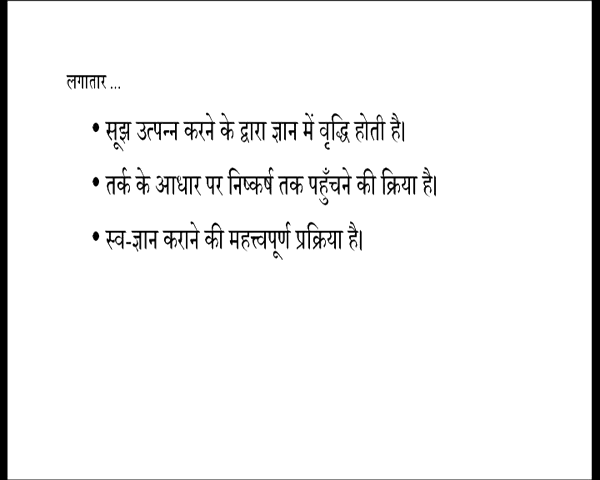 लगातार ...
• सूझ उत्पन्न करने के द्वारा ज्ञान में वृद्धि होती है।
• तर्क के आधार पर निष्कर्ष तक पहुँचने की क्रिया है।
• स्व-ज्ञान कराने की महत्त्वपूर्ण प्रक्रिया है।